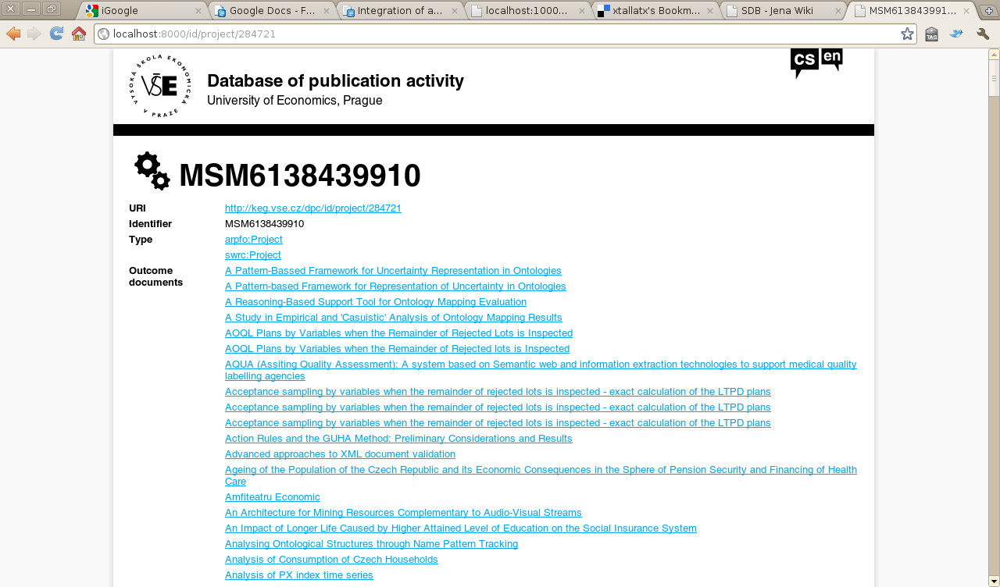 iGoogle
Google Docs - F...
Integration of a...
localhost:1000...
xtallatx's Bookm...
SDB - Jena Wiki
MSM613843991...
localhost:8000/id/project/284721
TAG
VYSOKÁ ŠKOLA EKONOMICKÁ V PRAZE
VŠE
Database of publication activity
University of Economics, Prague
cs
en
MSM6138439910
URI http://keg.vse.cz/dpc/id/project/284721
Identifier MSM6138439910
Type arpfo:Project
swrc:Project
Outcome documents
A Pattern-Bassed Framework for Uncertainty Representation in Ontologies
A Pattern-based Framework for Representation of Uncertainty in Ontologies
A Reasoning-Based Support Tool for Ontology Mapping Evaluation
A Study in Empirical and 'Casuistic' Analysis of Ontology Mapping Results
AOQL Plans by Variables when the Remainder of Rejected Lots is Inspected
AOQL Plans by Variables when the Remainder of Rejected lots is Inspected
AQUA (Assiting Quality Assessment): A system based on Semantic web and information extraction technologies to support medical quality
labelling agencies
Acceptance sampling by variables when the remainder of rejected lots is inspected - exact calculation of the LTPD plans
Acceptance sampling by variables when the remainder of rejected lots is inspected - exact calculation of the LTPD plans
Acceptance sampling by variables when the remainder of rejected lots is inspected - exact calculation of the LTPD plans
Action Rules and the GUHA Method: Preliminary Considerations and Results
Advanced approaches to XML document validation
Ageing of the Population of the Czech Republic and its Economic Consequences in the Sphere of Pension Security and Financing of Health
Care
Amfiteatru Economic
An Architecture for Mining Resources Complementary to Audio-Visual Streams
An Impact of Longer Life Caused by Higher Attained Level of Education on the Social Insurance System
Analysing Ontological Structures through Name Pattern Tracking
Analysis of Consumption of Czech Households
Analysis of PX index time series